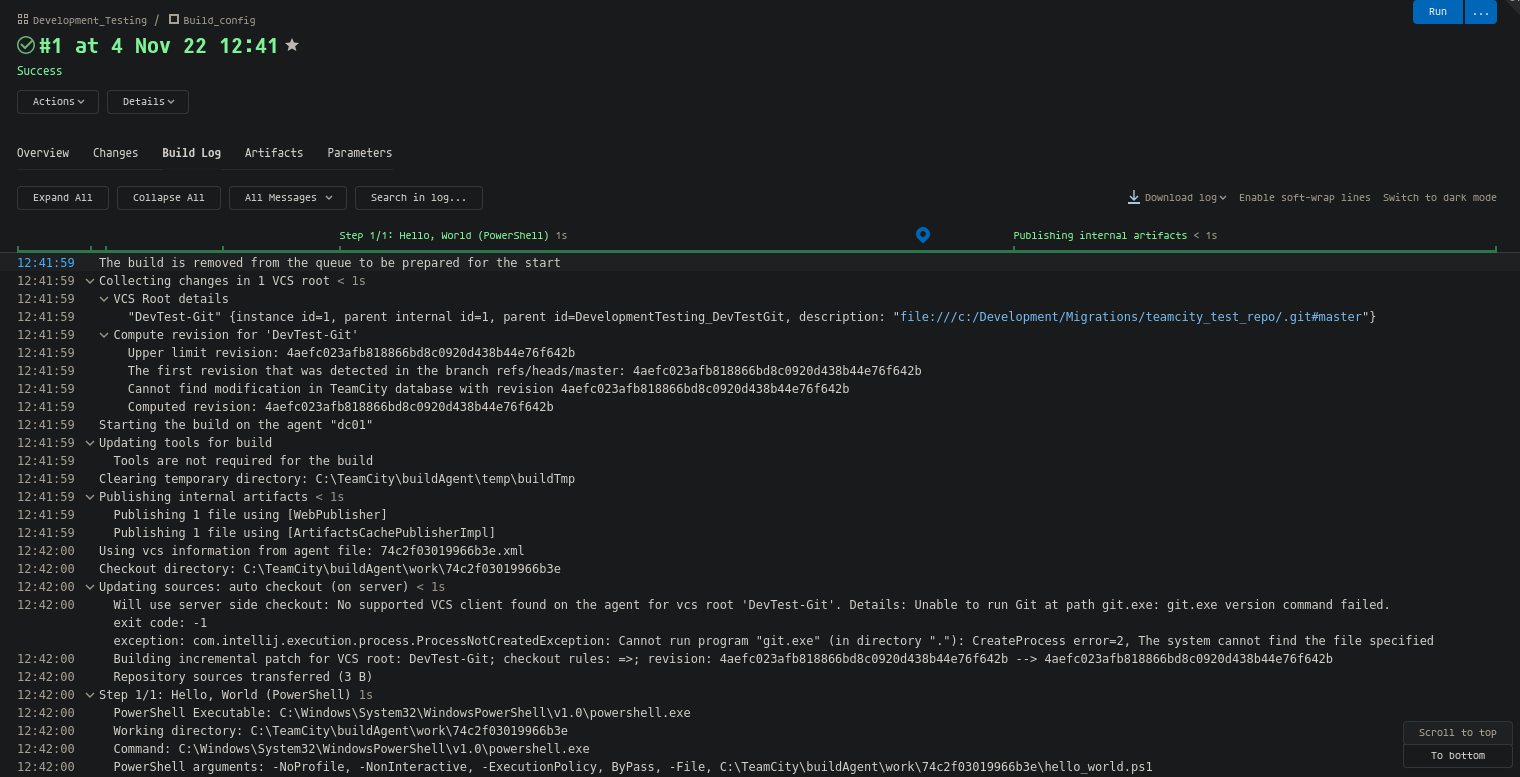 Development_Testing / Build_config
Run ...
#1 at 4 Nov 22 12:41
Success
Actions Details
Overview Changes Build Log Artifacts Parameters
Expand All Collapse All All Messages Search in log... Download log Enable soft-wrap lines Switch to dark mode
Step 1/1: Hello, World (PowerShell) 1s Publishing internal artifacts < 1s
12:41:59 The build is removed from the queue to be prepared for the start
12:41:59 Collecting changes in 1 VCS root < 1s
12:41:59 VCS Root details
12:41:59 "DevTest-Git" {instance id=1, parent internal id=1, parent id=DevelopmentTesting_DevTestGit, description: "file:///c:/Development/Migrations/teamcity_test_repo/.git#master"}
12:41:59 Compute revision for 'DevTest-Git'
12:41:59 Upper limit revision: 4aefc023afb818866bd8c0920d438b44e76f642b
12:41:59 The first revision that was detected in the branch refs/heads/master: 4aefc023afb818866bd8c0920d438b44e76f642b
12:41:59 Cannot find modification in TeamCity database with revision 4aefc023afb818866bd8c0920d438b44e76f642b
12:41:59 Computed revision: 4aefc023afb818866bd8c0920d438b44e76f642b
12:41:59 Starting the build on the agent "dc01"
12:41:59 Updating tools for build
12:41:59 Tools are not required for the build
12:41:59 Clearing temporary directory: C:\TeamCity\buildAgent\temp\buildTmp
12:41:59 Publishing internal artifacts < 1s
12:41:59 Publishing 1 file using [WebPublisher]
12:41:59 Publishing 1 file using [ArtifactsCachePublisherImpl]
12:42:00 Using vcs information from agent file: 74c2f03019966b3e.xml
12:42:00 Checkout directory: C:\TeamCity\buildAgent\work\74c2f03019966b3e
12:42:00 Updating sources: auto checkout (on server) < 1s
12:42:00 Will use server side checkout: No supported VCS client found on the agent for vcs root 'DevTest-Git'. Details: Unable to run Git at path git.exe: git.exe version command failed.
exit code: -1
exception: com.intellij.execution.process.ProcessNotCreatedException: Cannot run program "git.exe" (in directory "."): CreateProcess error=2, The system cannot find the file specified
12:42:00 Building incremental patch for VCS root: DevTest-Git; checkout rules: =>; revision: 4aefc023afb818866bd8c0920d438b44e76f642b --> 4aefc023afb818866bd8c0920d438b44e76f642b
12:42:00 Repository sources transferred (3 B)
12:42:00 Step 1/1: Hello, World (PowerShell) 1s
12:42:00 PowerShell Executable: C:\Windows\System32\WindowsPowerShell\v1.0\powershell.exe
12:42:00 Working directory: C:\TeamCity\buildAgent\work\74c2f03019966b3e
12:42:00 Command: C:\Windows\System32\WindowsPowerShell\v1.0\powershell.exe
12:42:00 PowerShell arguments: -NoProfile, -NonInteractive, -ExecutionPolicy, ByPass, -File, C:\TeamCity\buildAgent\work\74c2f03019966b3e\hello_world.ps1
Scroll to top
To bottom